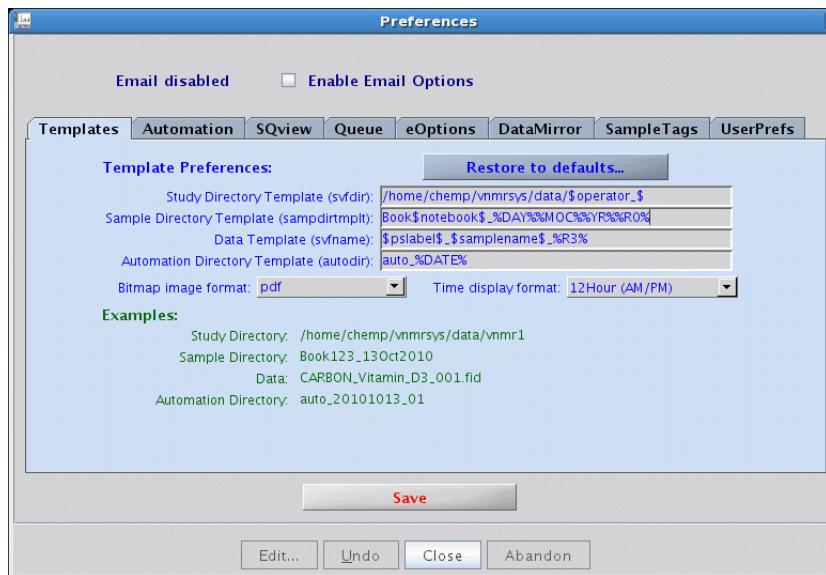 Preferences
Email disabled Enable Email Options
Templates Automation SQview Queue eOptions DataMirror SampleTags UserPrefs
Template Preferences: Restore to defaults...
Study Directory Template (svfdir): /home/chemp/vnmrsys/data/$operator_$
Sample Directory Template (sampdirtmplt): Book$notebook$_%DAY%%MOC%%YR%%R0%
Data Template (svfname): $pslabel$_$samplename$_%R3%
Automation Directory Template (autodir): auto_%DATE%
Bitmap image format: pdf Time display format: 12Hour (AM/PM)
Examples:
Study Directory: /home/chemp/vnmrsys/data/vnmr1
Sample Directory: Book123_13Oct2010
Data: CARBON_Vitamin_D3_001.fid
Automation Directory: auto_20101013_01
Save
Edit... Undo Close Abandon